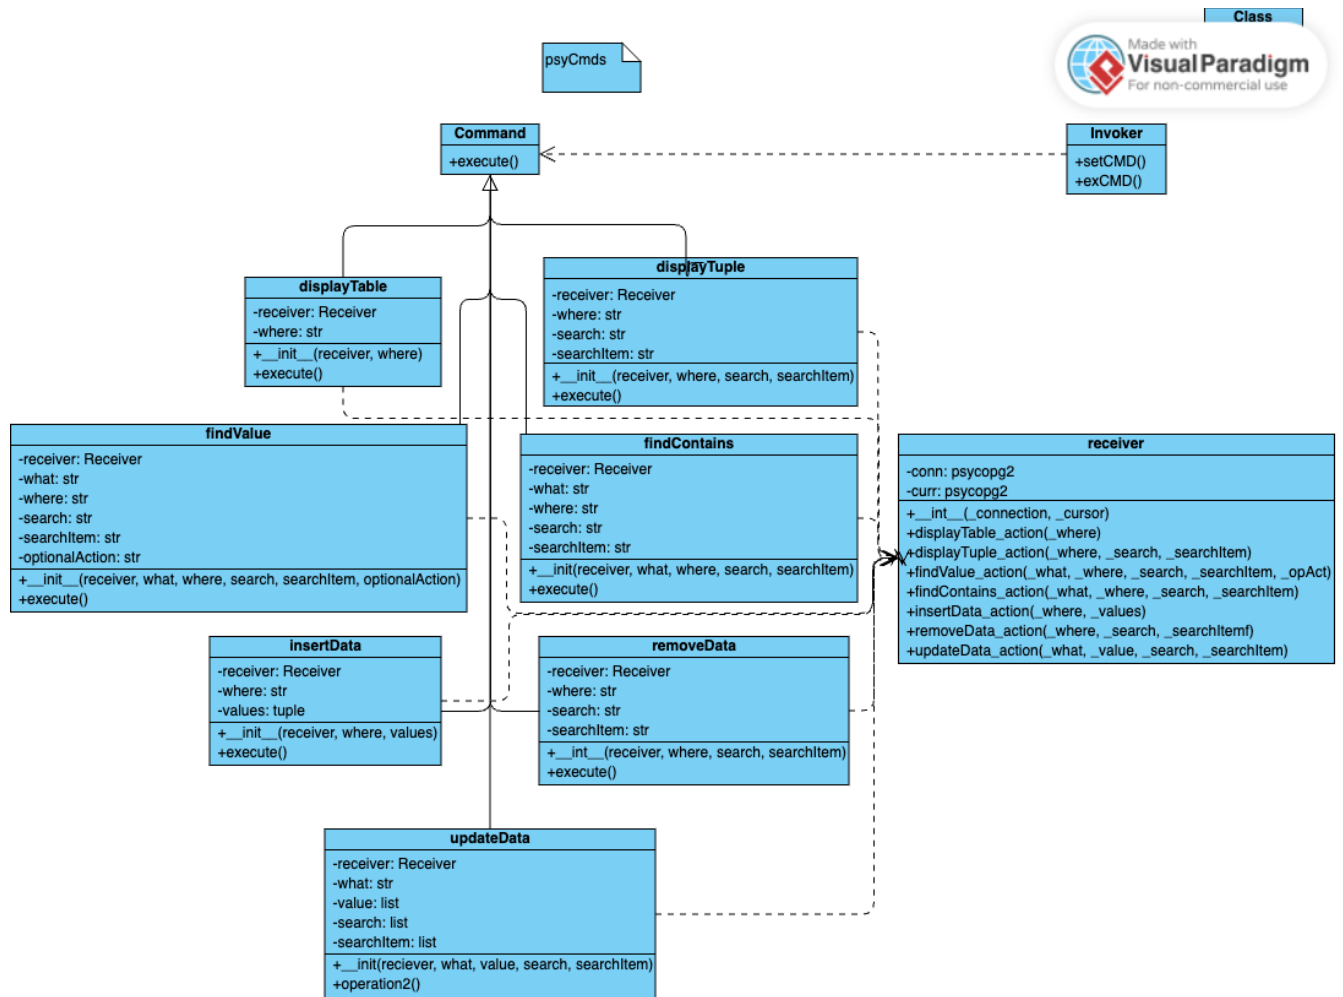 Class
Made with
VisualParadigm
For non-commercial use
psyCmds
Command
+execute()
Invoker
+setCMD()
+exCMD()
displayTable
-receiver: Receiver
-where: str
+__init__(receiver, where)
+execute()
displayTuple
-receiver: Receiver
-where: str
-search: str
-searchItem: str
+__init__(receiver, where, search, searchItem)
+execute()
findValue
-receiver: Receiver
-what: str
-where: str
-search: str
-searchItem: str
-optionalAction: str
+__init__(receiver, what, where, search, searchItem, optionalAction)
+execute()
findContains
-receiver: Receiver
-what: str
-where: str
-search: str
-searchItem: str
+__init(receiver, what, where, search, searchItem)
+execute()
receiver
-conn: psycopg2
-curr: psycopg2
+__int__(_connection, _cursor)
+displayTable_action(_where)
+displayTuple_action(_where, _search, _searchItem)
+findValue_action(_what, _where, _search, _searchItem, _opAct)
+findContains_action(_what, _where, _search, _searchItem)
+insertData_action(_where, _values)
+removeData_action(_where, _search, _searchItemf)
+updateData_action(_what, _value, _search, _searchItem)
insertData
-receiver: Receiver
-where: str
-values: tuple
+__init__(receiver, where, values)
+execute()
removeData
-receiver: Receiver
-where: str
-search: str
-searchItem: str
+__int__(receiver, where, search, searchItem)
+execute()
updateData
-receiver: Receiver
-what: str
-value: list
-search: list
-searchItem: list
+__init(reciever, what, value, search, searchItem)
+operation2()